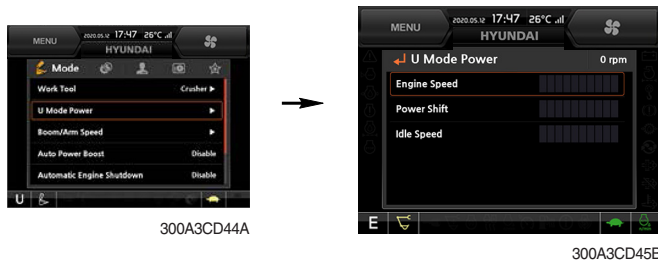 MENU
2020.05.12 17:47 26°C .ıll
HYUNDAI
Mode
Work Tool Crusher ▶
U Mode Power ▶
Boom/Arm Speed ▶
Auto Power Boost Disable
Automatic Engine Shutdown Disable
U
300A3CD44A
MENU
2020.05.12 17:47 26°C .ıll
HYUNDAI
U Mode Power 0 rpm
Engine Speed
Power Shift
Idle Speed
E
300A3CD45E